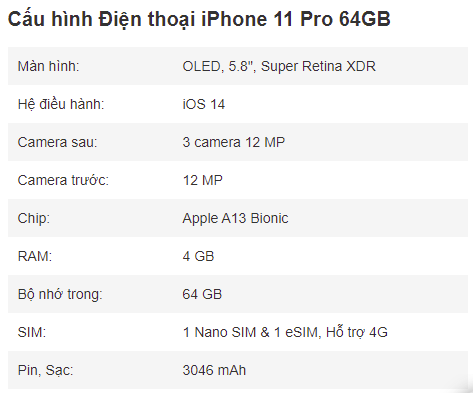 Cấu hình Điện thoại iPhone 11 Pro 64GB
Màn hình: OLED, 5.8", Super Retina XDR
Hệ điều hành: iOS 14
Camera sau: 3 camera 12 MP
Camera trước: 12 MP
Chip: Apple A13 Bionic
RAM: 4 GB
Bộ nhớ trong: 64 GB
SIM: 1 Nano SIM & 1 eSIM, Hỗ trợ 4G
Pin, Sạc: 3046 mAh